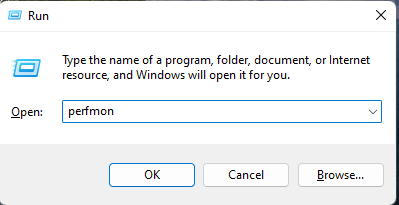 Run
Type the name of a program, folder, document, or Internet
resource, and Windows will open it for you.
Open: perfmon
OK Cancel Browse...